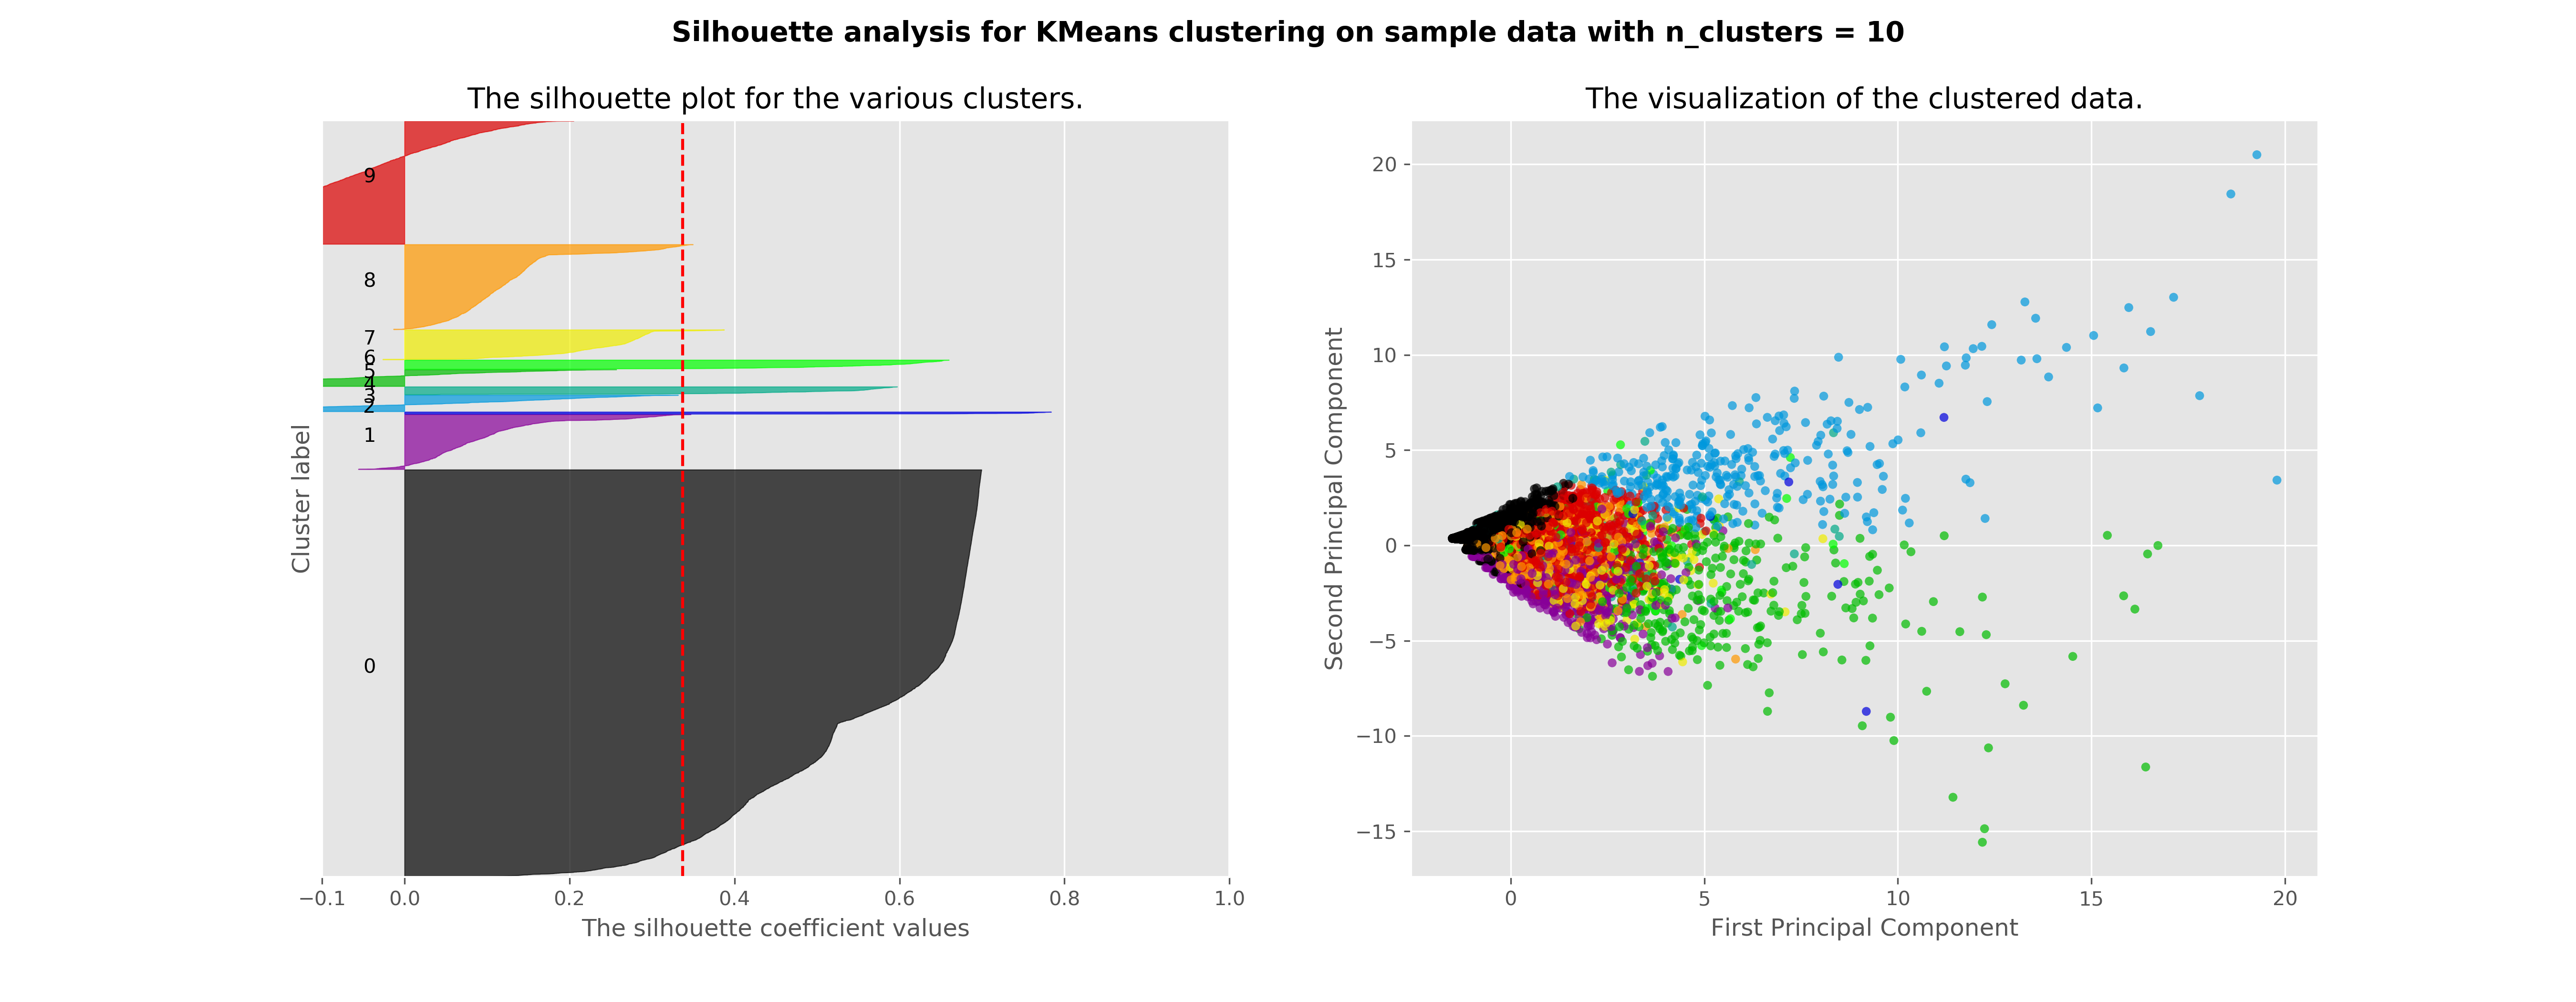 Silhouette analysis for KMeans clustering on sample data with n_clusters = 10
The silhouette plot for the various clusters.
9
8
7
6
5
4
3
2
1
0
Cluster label
−0.1 0.0 0.2 0.4 0.6 0.8 1.0
The silhouette coefficient values
The visualization of the clustered data.
20
15
10
5
0
−5
−10
−15
Second Principal Component
0 5 10 15 20
First Principal Component